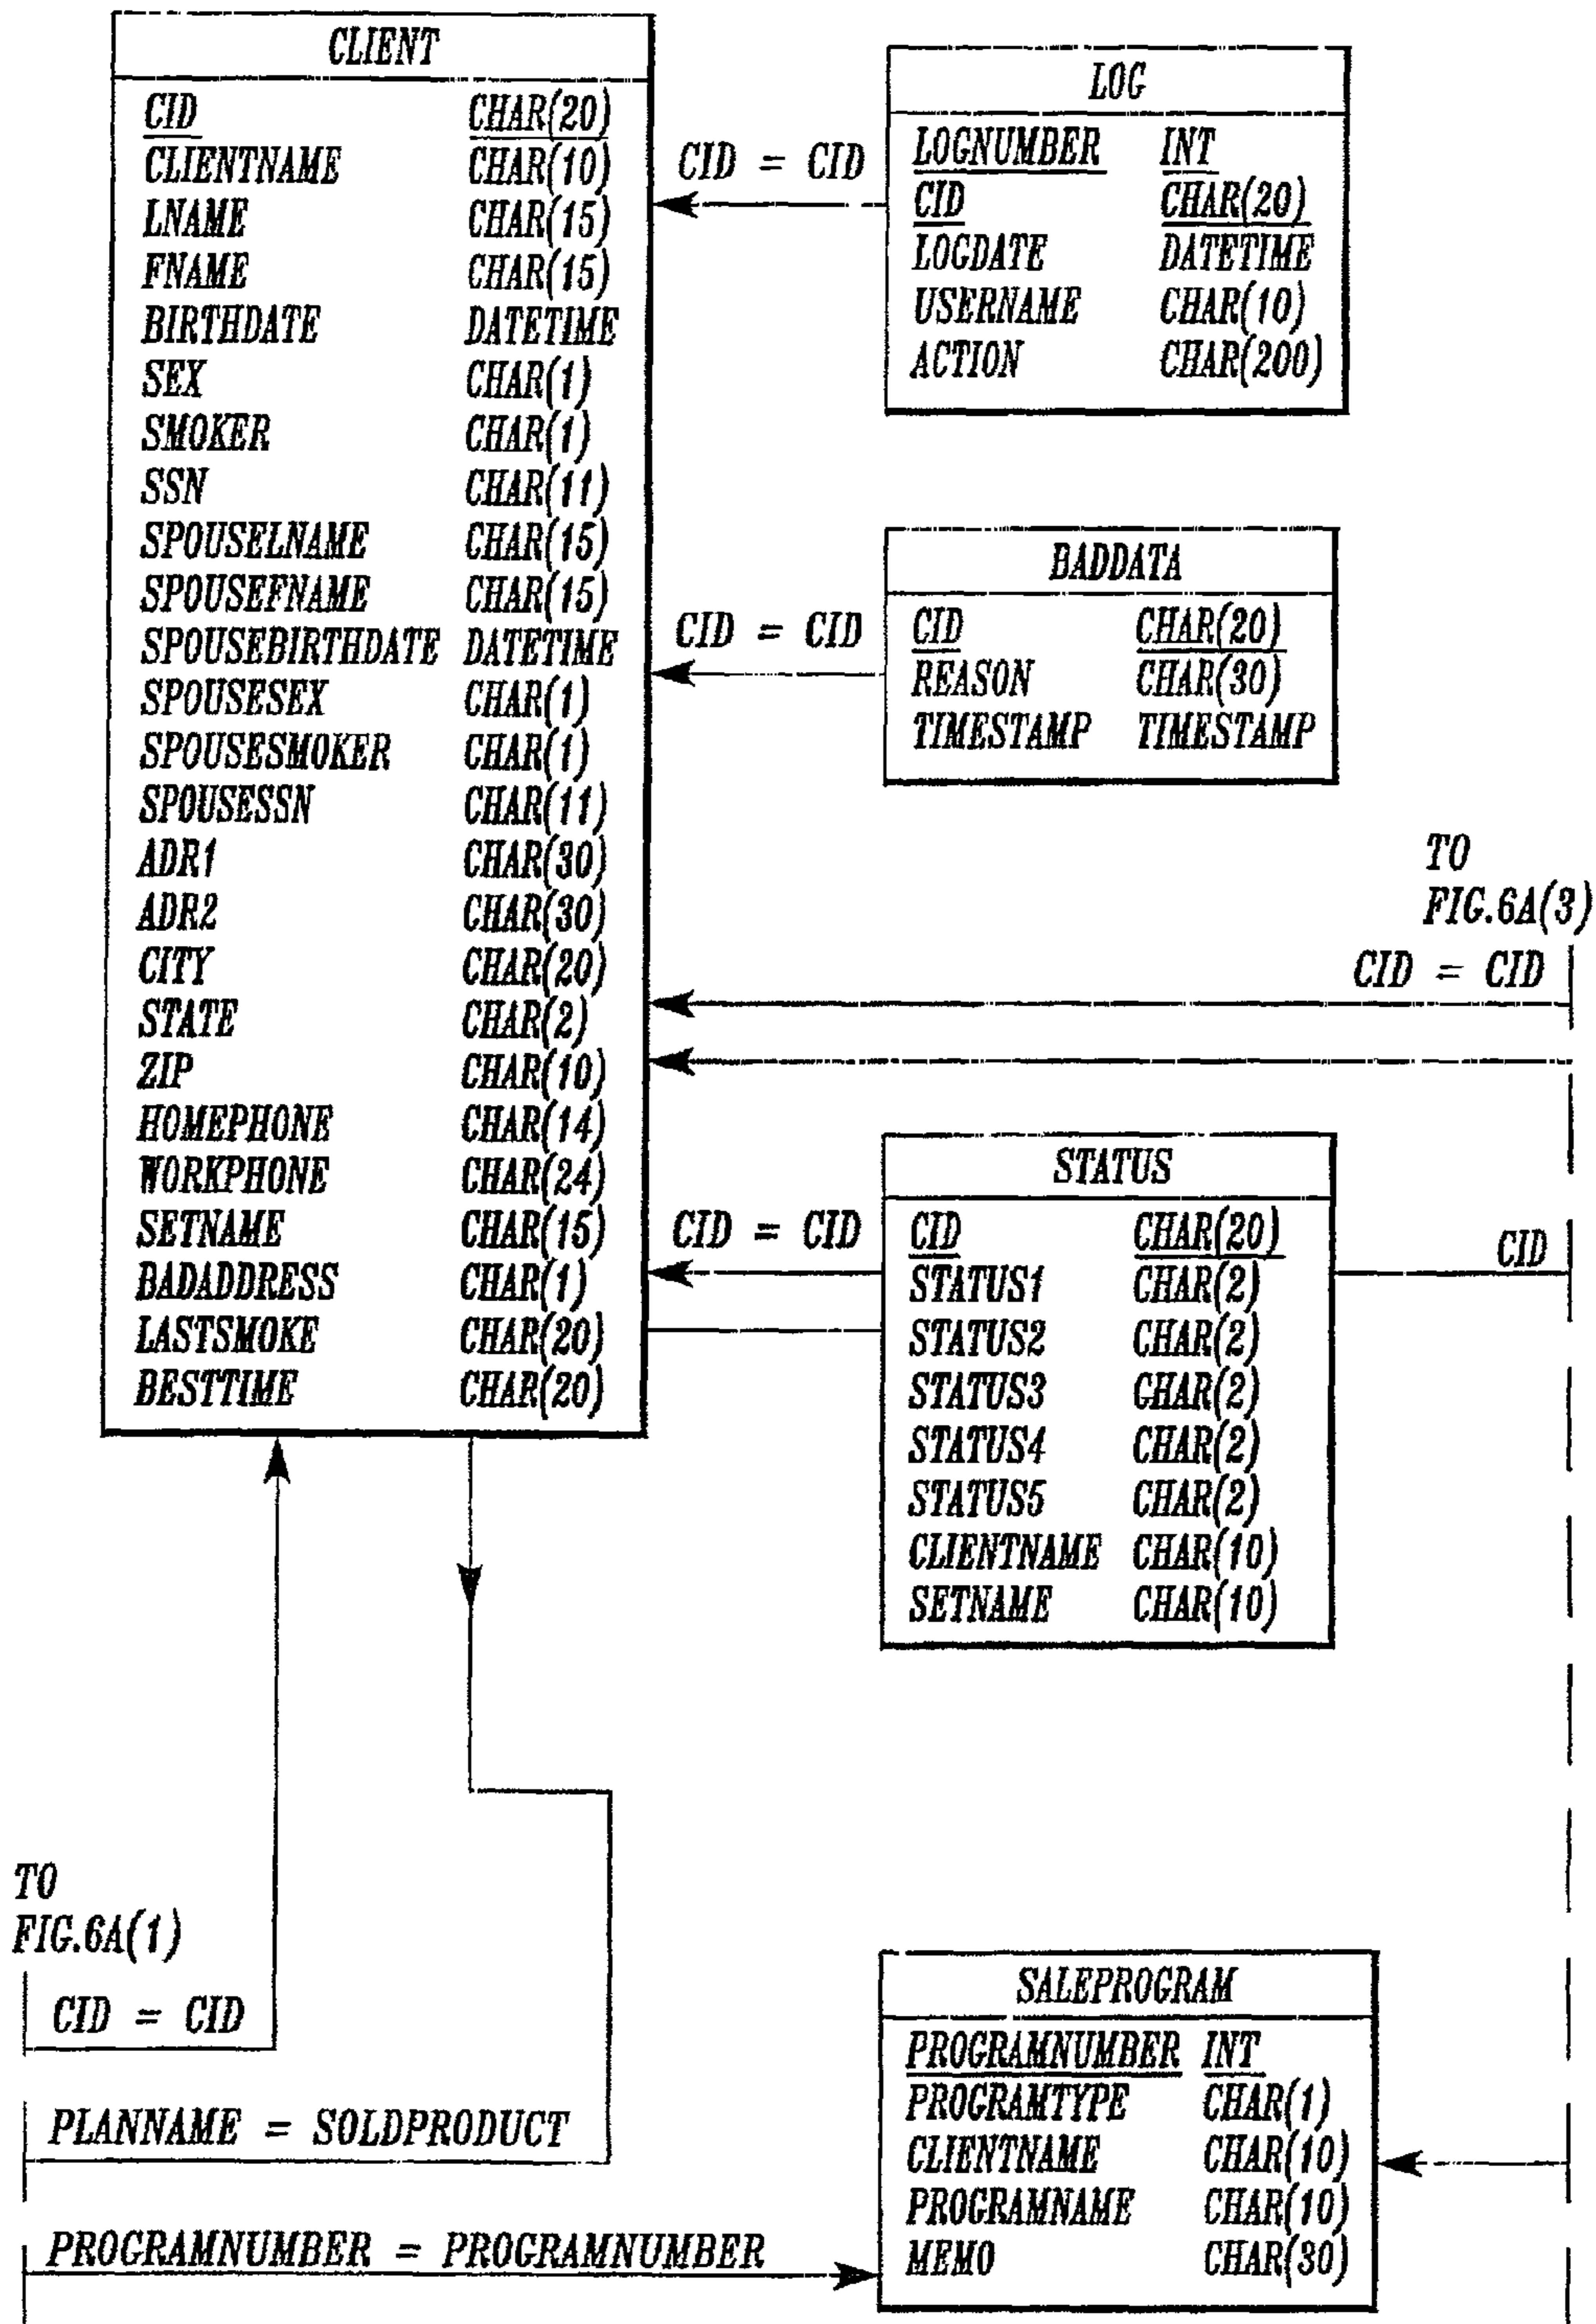 CLIENT
CID CHAR(20)
CLIENTNAME CHAR(10)
LNAME CHAR(15)
FNAME CHAR(15)
BIRTHDATE DATETIME
SEX CHAR(1)
SMOKER CHAR(1)
SSN CHAR(11)
SPOUSELNAME CHAR(15)
SPOUSEFNAME CHAR(15)
SPOUSEBIRTHDATE DATETIME
SPOUSESEX CHAR(1)
SPOUSESMOKER CHAR(1)
SPOUSESSN CHAR(11)
ADR1 CHAR(30)
ADR2 CHAR(30)
CITY CHAR(20)
STATE CHAR(2)
ZIP CHAR(10)
HOMEPHONE CHAR(14)
WORKPHONE CHAR(24)
SETNAME CHAR(15)
BADADDRESS CHAR(1)
LASTSMOKE CHAR(20)
BESTTIME CHAR(20)
CID = CID
LOG
LOGNUMBER INT
CID CHAR(20)
LOGDATE DATETIME
USERNAME CHAR(10)
ACTION CHAR(200)
CID = CID
BADDATA
CID CHAR(20)
REASON CHAR(30)
TIMESTAMP TIMESTAMP
TO
FIG.6A(3)
CID = CID
CID = CID
STATUS
CID CHAR(20)
STATUS1 CHAR(2)
STATUS2 CHAR(2)
STATUS3 CHAR(2)
STATUS4 CHAR(2)
STATUS5 CHAR(2)
CLIENTNAME CHAR(10)
SETNAME CHAR(10)
CID
TO
FIG.6A(1)
CID = CID
PLANNAME = SOLDPRODUCT
PROGRAMNUMBER = PROGRAMNUMBER
SALEPROGRAM
PROGRAMNUMBER INT
PROGRAMTYPE CHAR(1)
CLIENTNAME CHAR(10)
PROGRAMNAME CHAR(10)
MEMO CHAR(30)